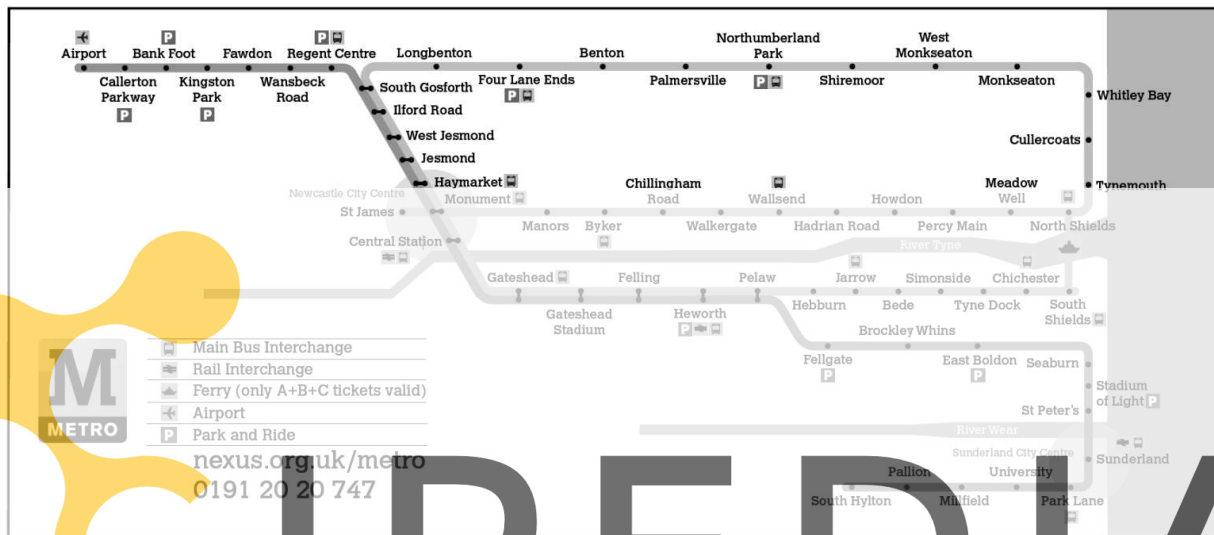 Airport
Bank Foot
Fawdon
Regent Centre
Longbenton
Benton
Northumberland
Park
West
Monkseaton
Callerton
Parkway
Kingston
Park
Wansbeck
Road
South Gosforth
Four Lane Ends
Palmersville
Shiremoor
Monkseaton
Ilford Road
Whitley Bay
West Jesmond
Cullercoats
Jesmond
Haymarket
Tynemouth
Newcastle City Centre
Monument
Chillingham
Road
Wallsend
Howdon
Meadow
Well
St James
Manors
Byker
Walkergate
Hadrian Road
Percy Main
North Shields
Central Station
River Tyne
Gateshead
Felling
Pelaw
Jarrow
Simonside
Chichester
Gateshead
Stadium
Heworth
Hebburn
Bede
Tyne Dock
South
Shields
Brockley Whins
Fellgate
East Boldon
Seaburn
Stadium
of Light
St Peter's
River Wear
Sunderland City Centre
Sunderland
Pallion
University
South Hylton
Millfield
Park Lane
M
METRO
Main Bus Interchange
Rail Interchange
Ferry (only A+B+C tickets valid)
Airport
P Park and Ride
nexus.org.uk/metro
0191 20 20 747